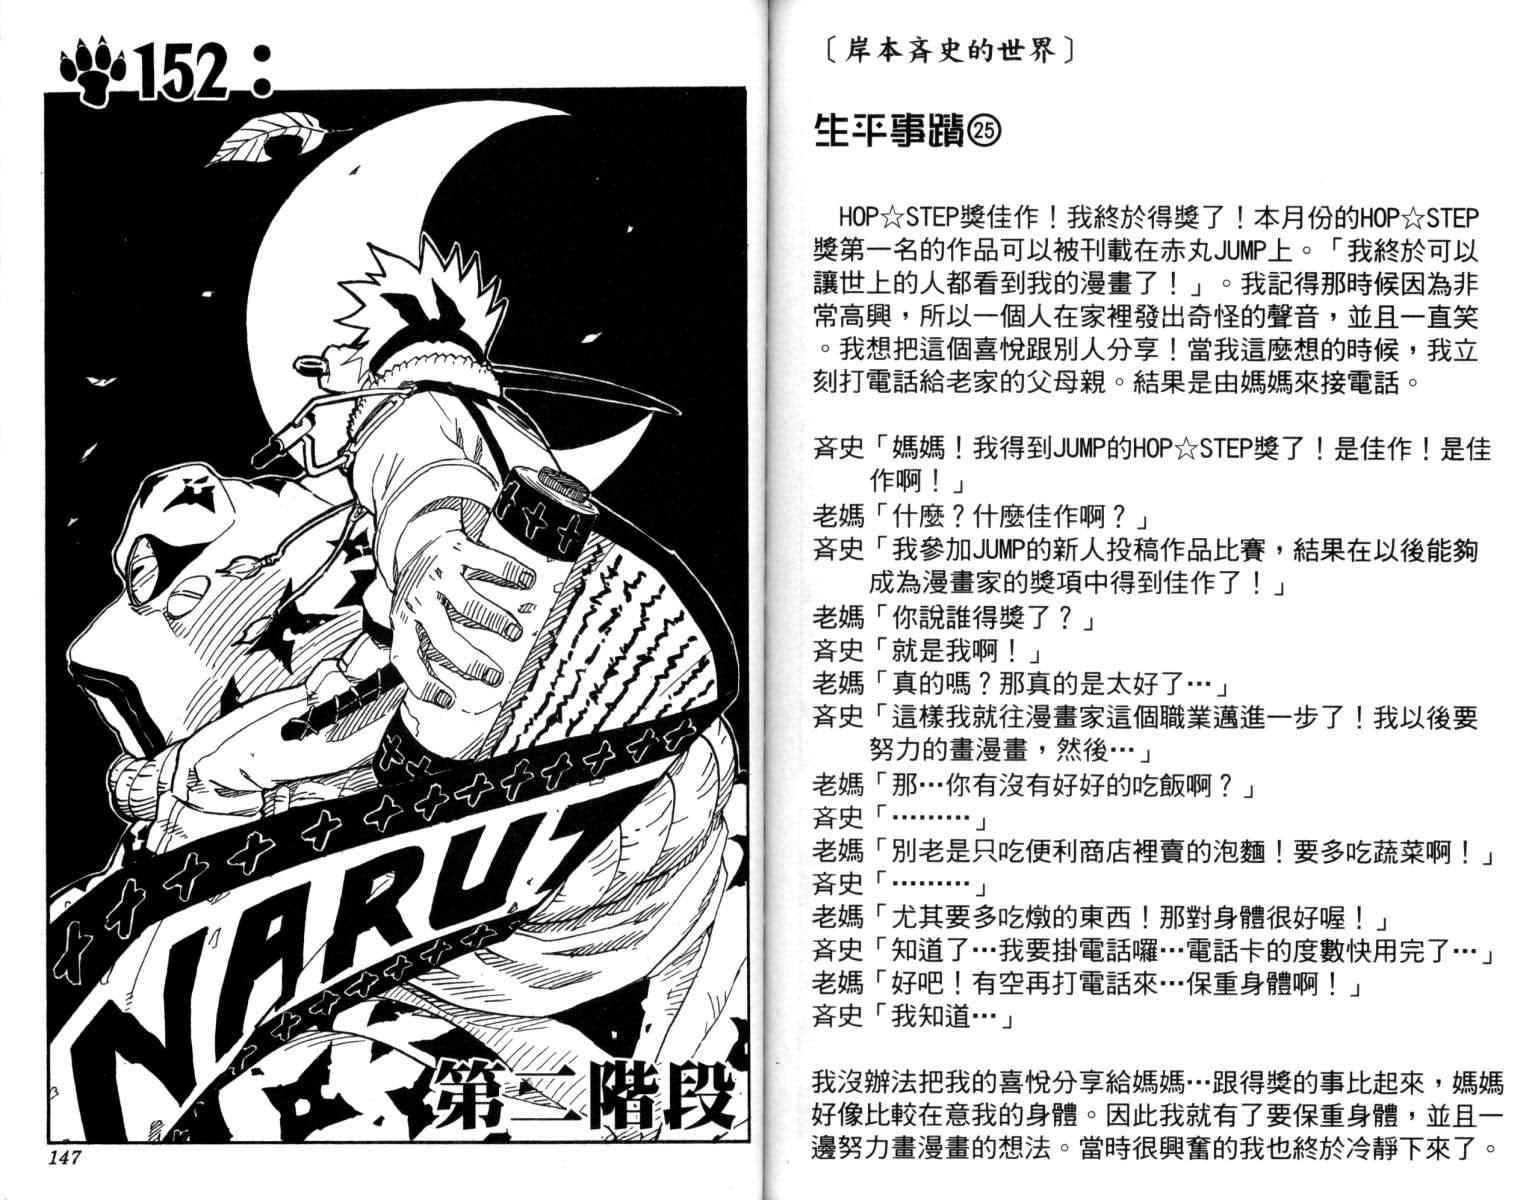 152：
NARUTO
第二階段
147
〔岸本斉史的世界〕
生平事蹟㉕
HOP☆STEP獎佳作！我終於得獎了！本月份的HOP☆STEP
獎第一名的作品可以被刊載在赤丸JUMP上。「我終於可以
讓世上的人都看到我的漫畫了！」。我記得那時候因為非
常高興，所以一個人在家裡發出奇怪的聲音，並且一直笑
。我想把這個喜悅跟別人分享！當我這麼想的時候，我立
刻打電話給老家的父母親。結果是由媽媽來接電話。
斉史「媽媽！我得到JUMP的HOP☆STEP獎了！是佳作！是佳
作啊！」
老媽「什麼？什麼佳作啊？」
斉史「我參加JUMP的新人投稿作品比賽，結果在以後能夠
成為漫畫家的獎項中得到佳作了！」
老媽「你說誰得獎了？」
斉史「就是我啊！」
老媽「真的嗎？那真的是太好了…」
斉史「這樣我就往漫畫家這個職業邁進一步了！我以後要
努力的畫漫畫，然後…」
老媽「那…你有沒有好好的吃飯啊？」
斉史「………」
老媽「別老是只吃便利商店裡賣的泡麵！要多吃蔬菜啊！」
斉史「………」
老媽「尤其要多吃燉的東西！那對身體很好喔！」
斉史「知道了…我要掛電話囉…電話卡的度數快用完了…」
老媽「好吧！有空再打電話來…保重身體啊！」
斉史「我知道…」
我沒辦法把我的喜悅分享給媽媽…跟得獎的事比起來，媽媽
好像比較在意我的身體。因此我就有了要保重身體，並且一
邊努力畫漫畫的想法。當時很興奮的我也終於冷靜下來了。